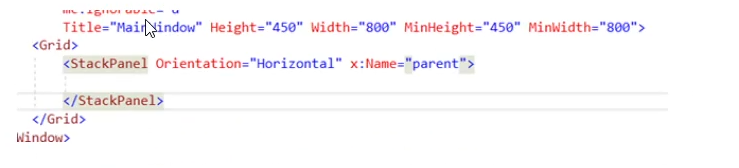 mc:Ignorable="d"
Title="MainWindow" Height="450" Width="800" MinHeight="450" MinWidth="800">
<Grid>
<StackPanel Orientation="Horizontal" x:Name="parent">
</StackPanel>
</Grid>
Window>